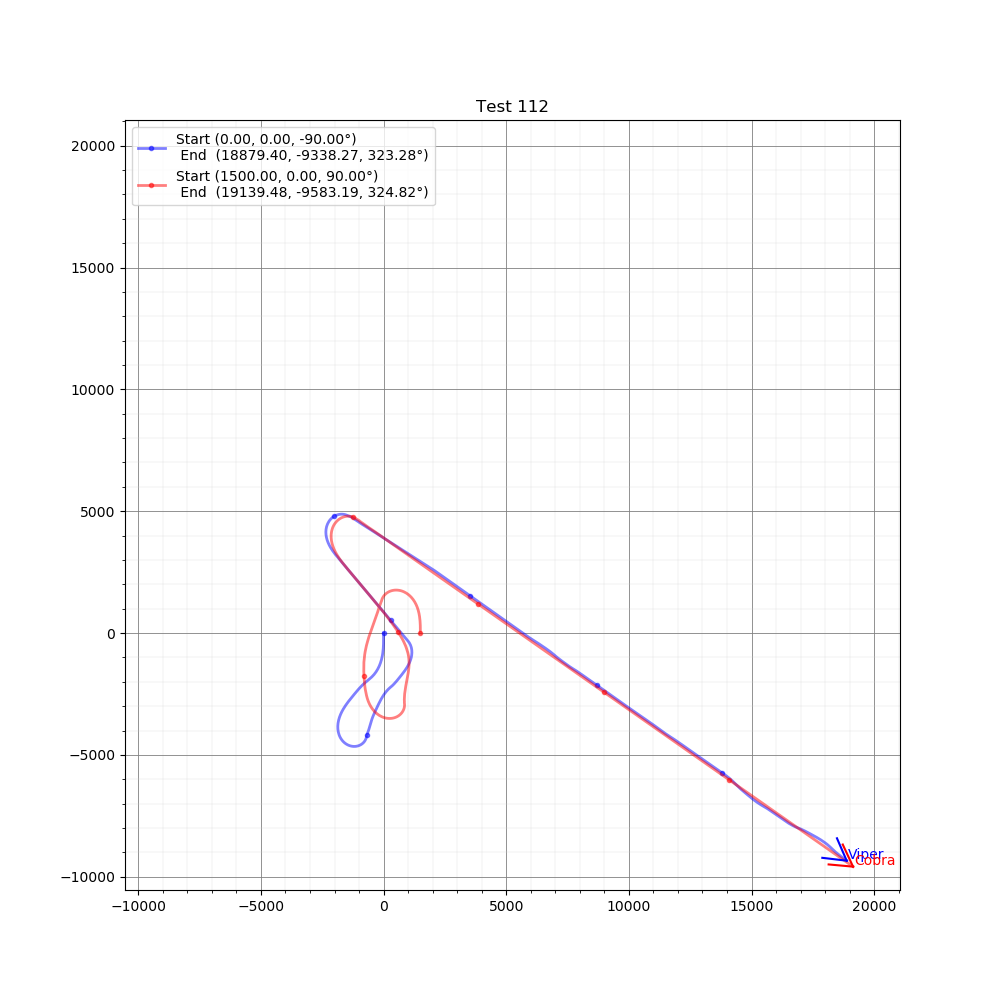 Test 112
Start (0.00, 0.00, -90.00°)
End  (18879.40, -9338.27, 323.28°)
Start (1500.00, 0.00, 90.00°)
End  (19139.48, -9583.19, 324.82°)
20000
15000
10000
5000
0
−5000
−10000
Viper
Cobra
−10000
−5000
0
5000
10000
15000
20000